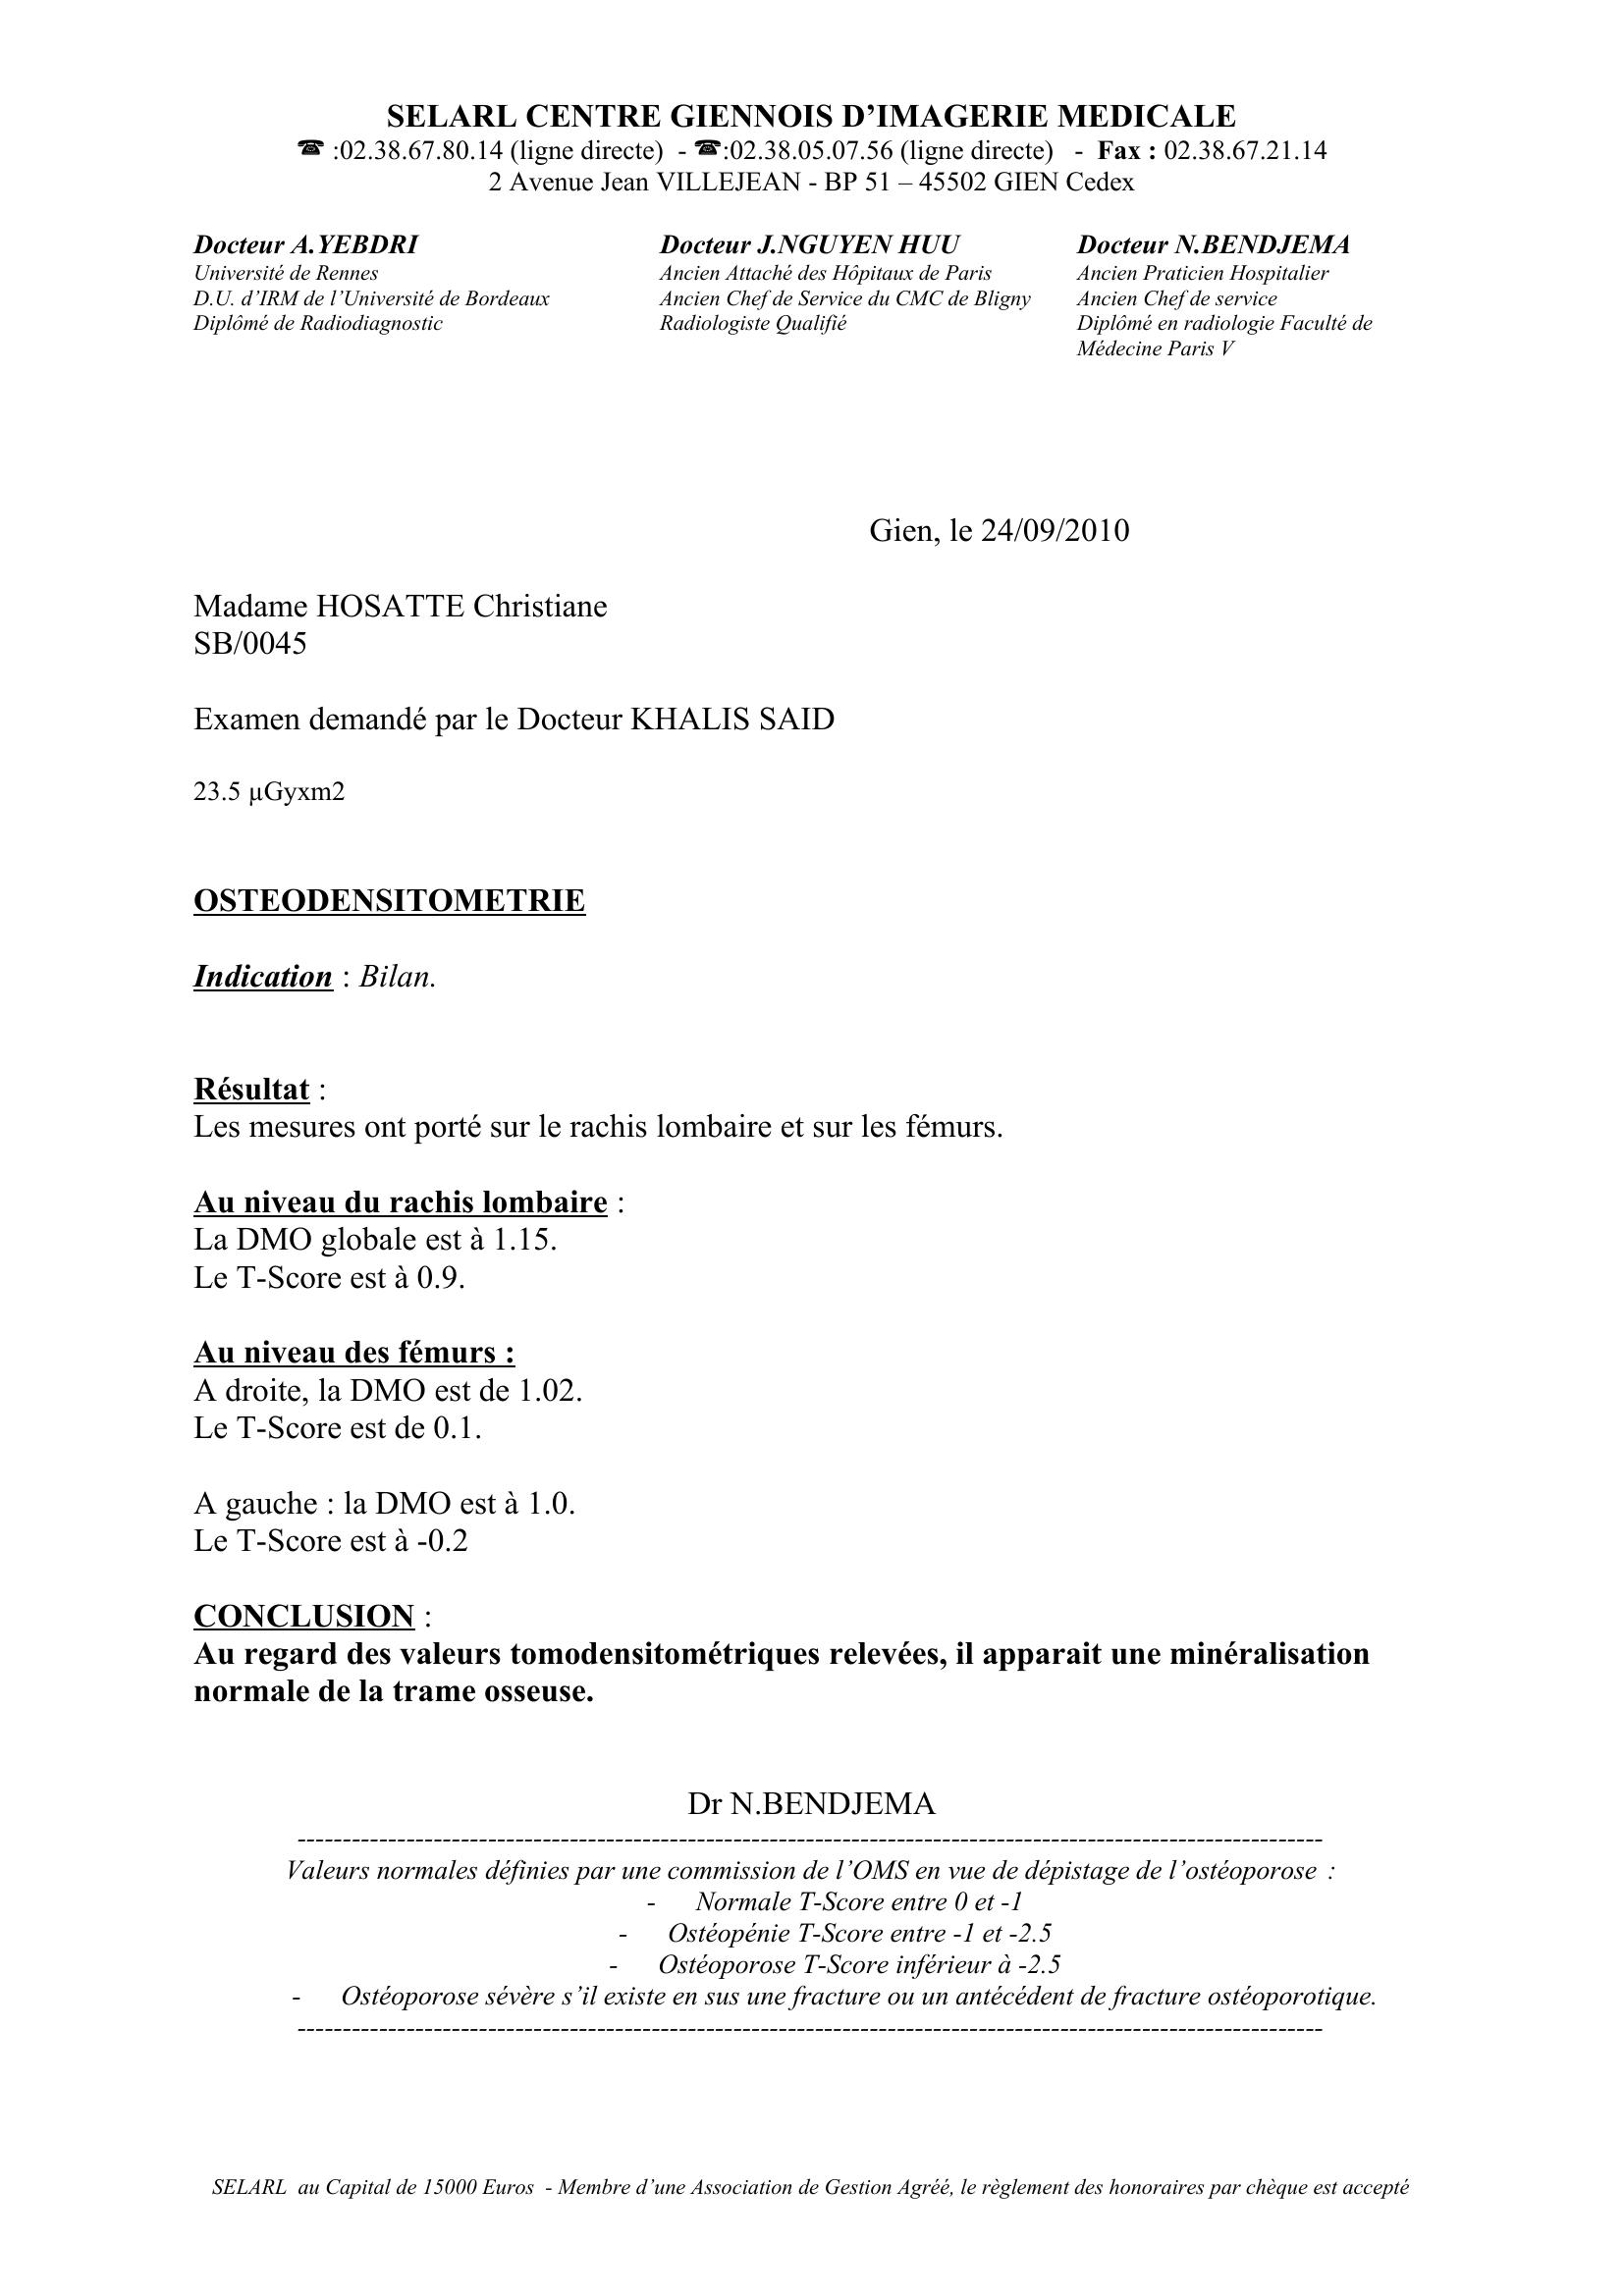 SELARL CENTRE GIENNOIS D’IMAGERIE MEDICALE
☎ :02.38.67.80.14 (ligne directe) - ☎:02.38.05.07.56 (ligne directe) - Fax : 02.38.67.21.14
2 Avenue Jean VILLEJEAN - BP 51 – 45502 GIEN Cedex
Docteur A.YEBDRI
Université de Rennes
D.U. d’IRM de l’Université de Bordeaux
Diplômé de Radiodiagnostic
Docteur J.NGUYEN HUU
Ancien Attaché des Hôpitaux de Paris
Ancien Chef de Service du CMC de Bligny
Radiologiste Qualifié
Docteur N.BENDJEMA
Ancien Praticien Hospitalier
Ancien Chef de service
Diplômé en radiologie Faculté de
Médecine Paris V
Gien, le 24/09/2010
Madame HOSATTE Christiane
SB/0045
Examen demandé par le Docteur KHALIS SAID
23.5 µGyxm2
OSTEODENSITOMETRIE
Indication : Bilan.
Résultat :
Les mesures ont porté sur le rachis lombaire et sur les fémurs.
Au niveau du rachis lombaire :
La DMO globale est à 1.15.
Le T-Score est à 0.9.
Au niveau des fémurs :
A droite, la DMO est de 1.02.
Le T-Score est de 0.1.
A gauche : la DMO est à 1.0.
Le T-Score est à -0.2
CONCLUSION :
Au regard des valeurs tomodensitométriques relevées, il apparait une minéralisation
normale de la trame osseuse.
Dr N.BENDJEMA
-----------------------------------------------------------------------------------------------------------------
Valeurs normales définies par une commission de l’OMS en vue de dépistage de l’ostéoporose :
- Normale T-Score entre 0 et -1
- Ostéopénie T-Score entre -1 et -2.5
- Ostéoporose T-Score inférieur à -2.5
- Ostéoporose sévère s’il existe en sus une fracture ou un antécédent de fracture ostéoporotique.
-----------------------------------------------------------------------------------------------------------------
SELARL au Capital de 15000 Euros - Membre d’une Association de Gestion Agréé, le règlement des honoraires par chèque est accepté